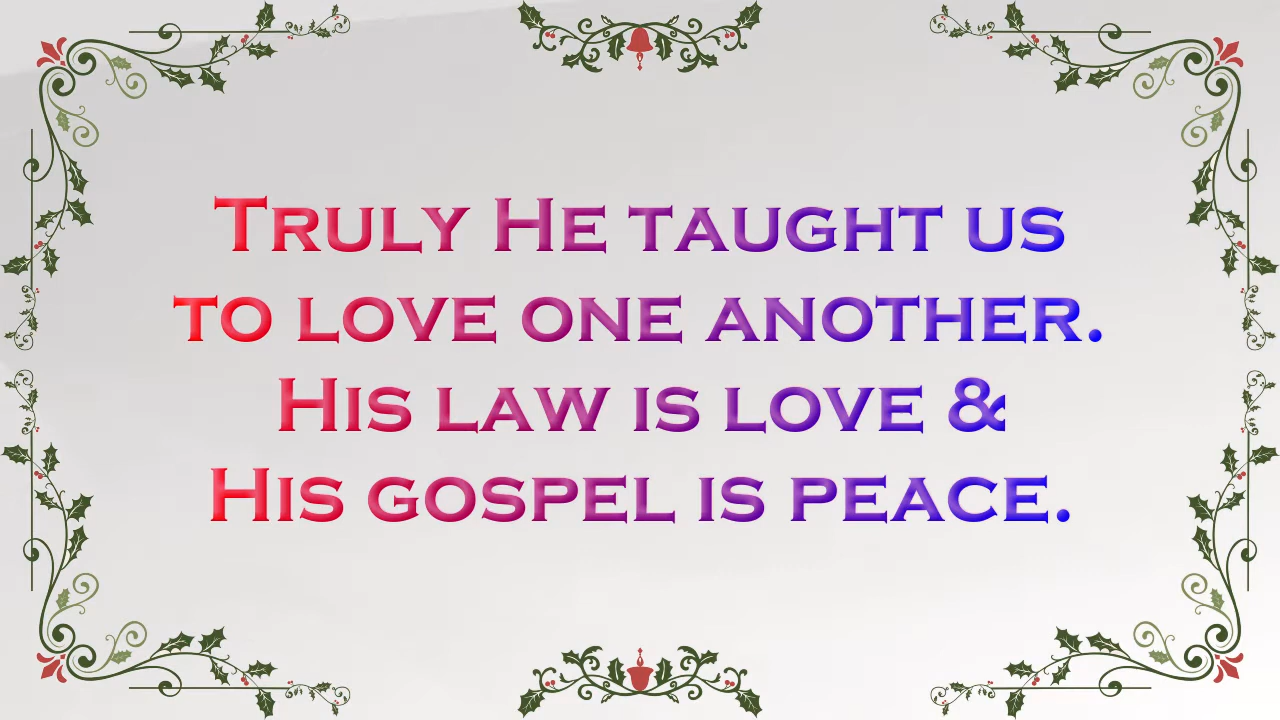 Truly He taught us
to love one another.
His law is love &
His gospel is peace.